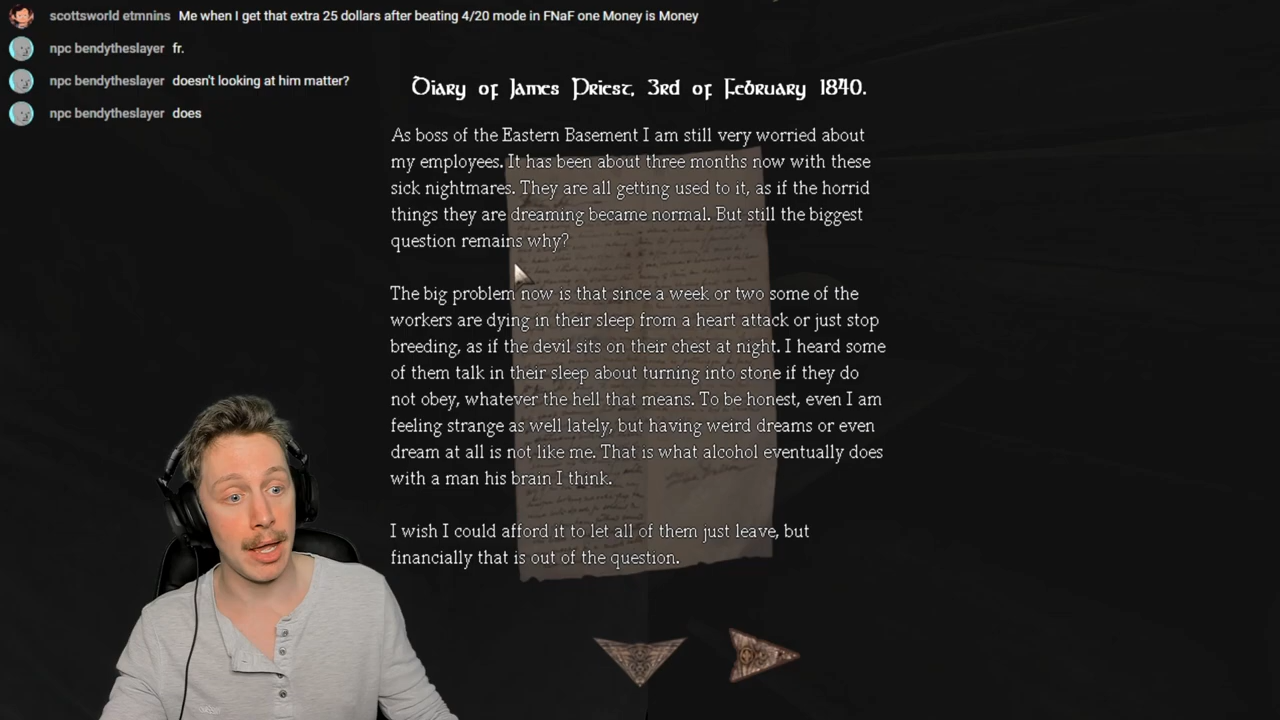 scottsworld etmnins Me when I get that extra 25 dollars after beating 4/20 mode in FNaF one Money is Money
npc bendytheslayer fr.
npc bendytheslayer doesn't looking at him matter?
npc bendytheslayer does
Diary of James Priest, 3rd of February 1840.
As boss of the Eastern Basement I am still very worried about
my employees. It has been about three months now with these
sick nightmares. They are all getting used to it, as if the horrid
things they are dreaming became normal. But still the biggest
question remains why?
The big problem now is that since a week or two some of the
workers are dying in their sleep from a heart attack or just stop
breeding, as if the devil sits on their chest at night. I heard some
of them talk in their sleep about turning into stone if they do
not obey, whatever the hell that means. To be honest, even I am
feeling strange as well lately, but having weird dreams or even
dream at all is not like me. That is what alcohol eventually does
with a man his brain I think.
I wish I could afford it to let all of them just leave, but
financially that is out of the question.